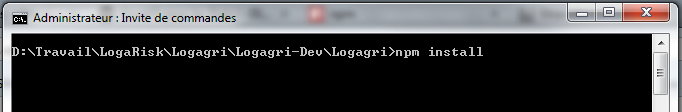 Administrateur : Invite de commandes
D:\Travail\LogaRisk\Logagri\Logagri-Dev\Logagri>npm install